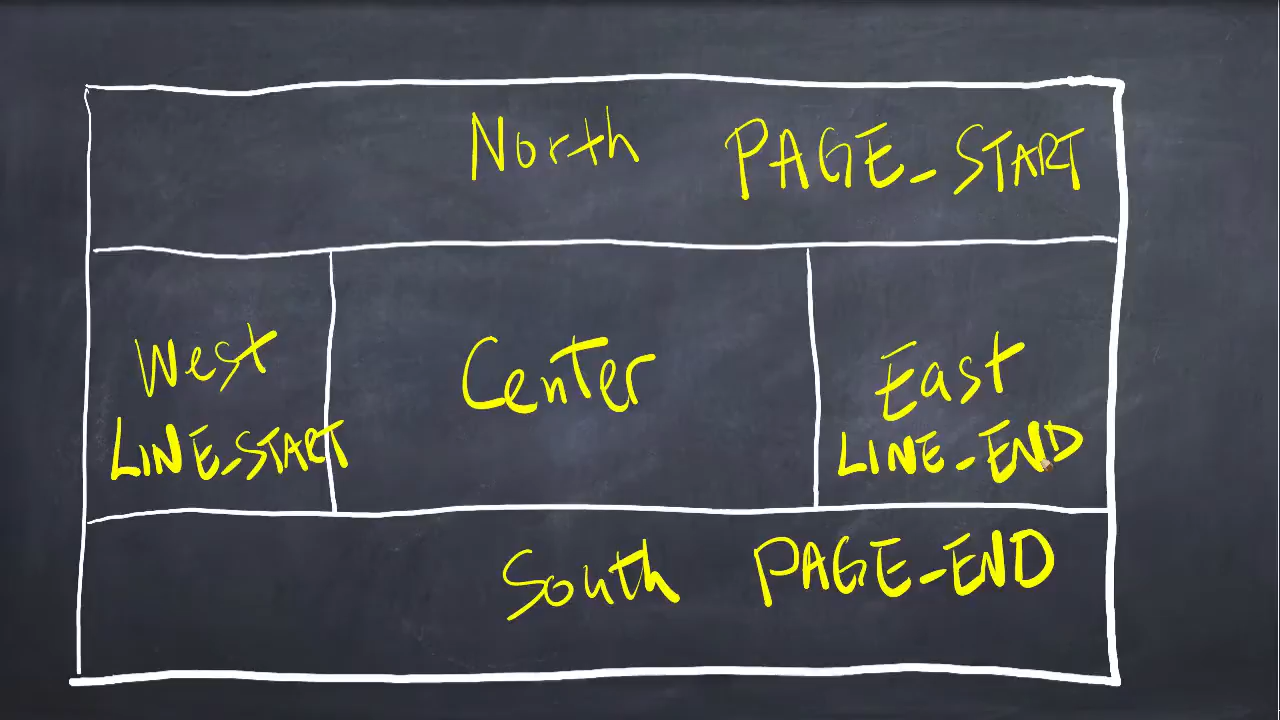 North PAGE_START
West
LINE_START
Center
East
LINE_END
South PAGE_END